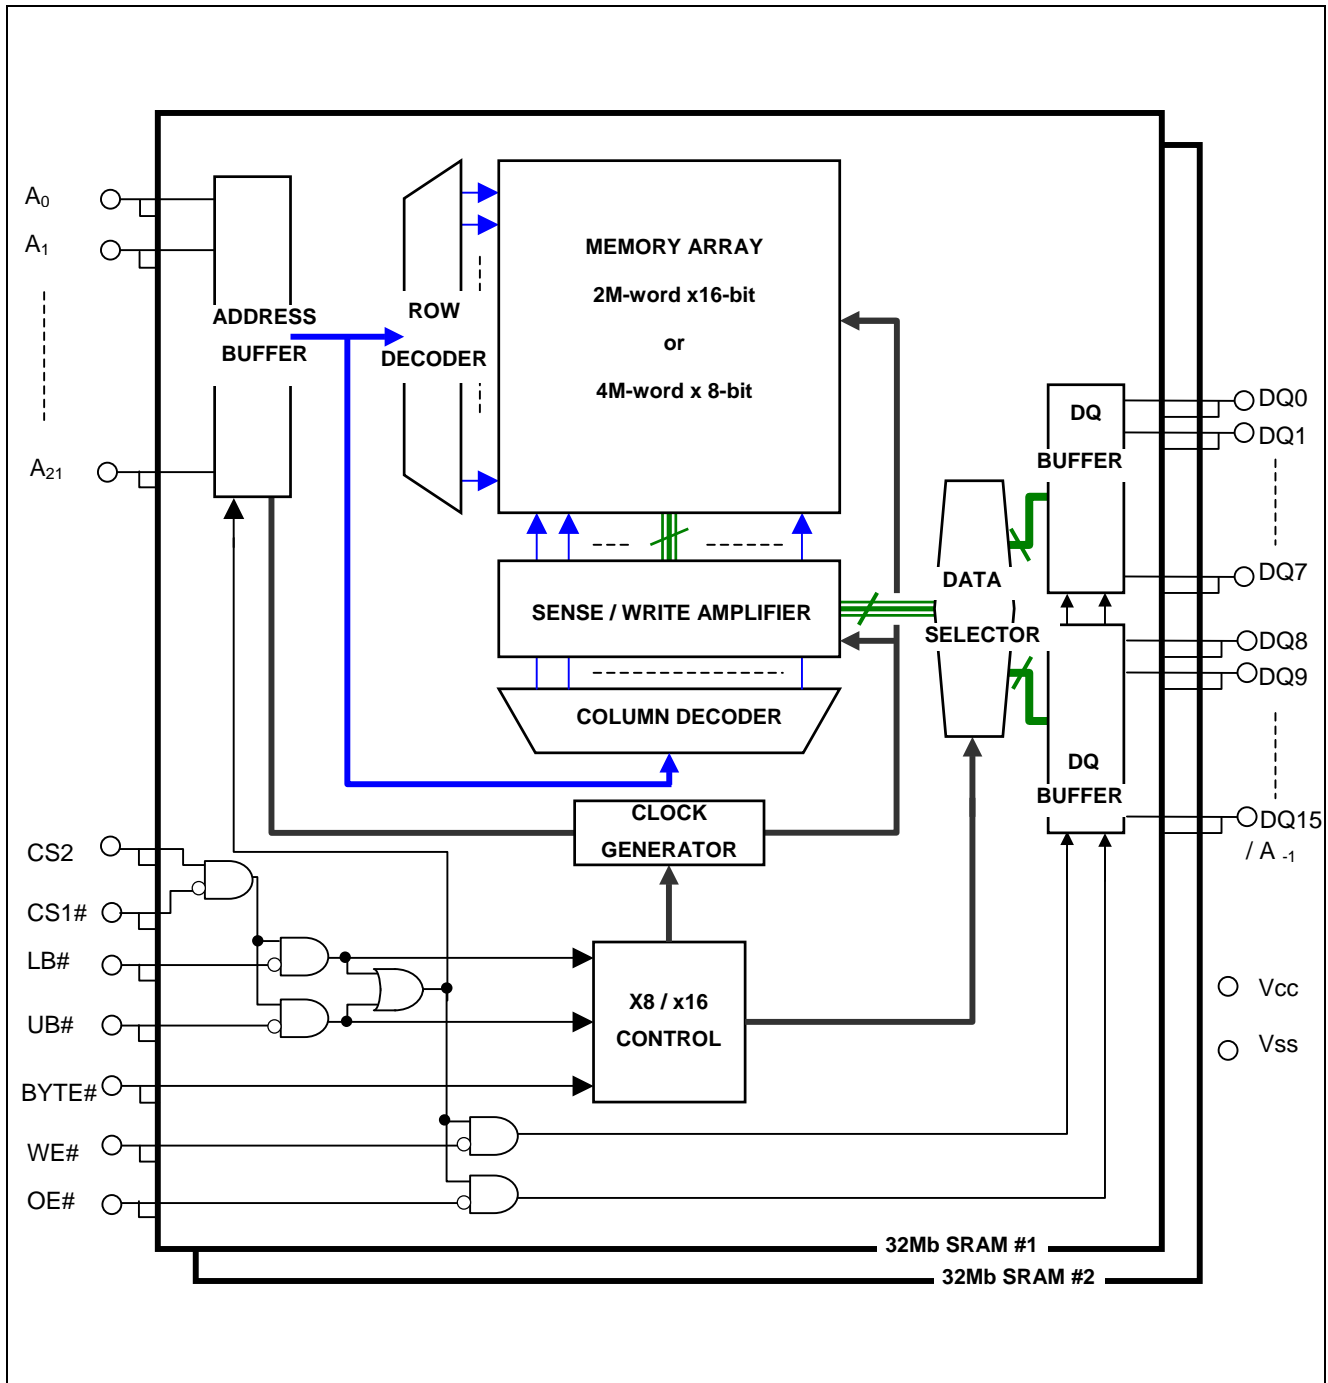 A0
A1
A21
ADDRESS
BUFFER
ROW
DECODER
MEMORY ARRAY
2M-word x16-bit
or
4M-word x 8-bit
SENSE / WRITE AMPLIFIER
COLUMN DECODER
CLOCK
GENERATOR
X8 / x16
CONTROL
DATA
SELECTOR
DQ
BUFFER
DQ
BUFFER
DQ0
DQ1
DQ7
DQ8
DQ9
DQ15
/ A -1
CS2
CS1#
LB#
UB#
BYTE#
WE#
OE#
Vcc
Vss
32Mb SRAM #1
32Mb SRAM #2